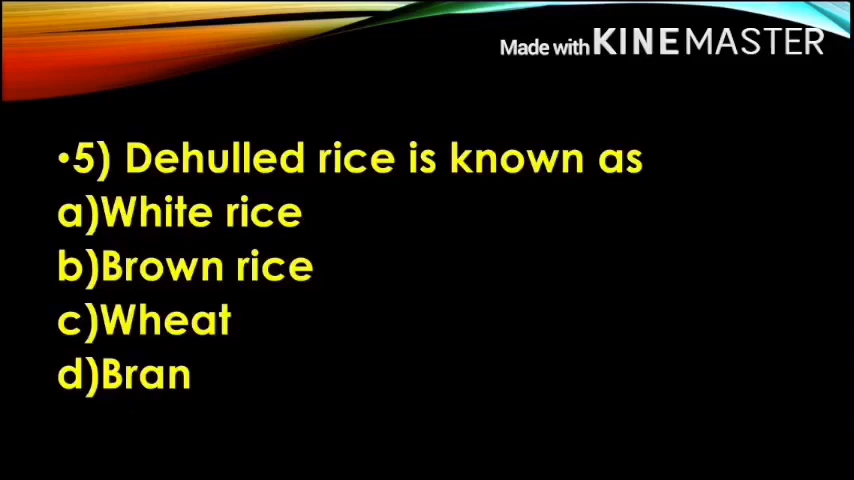 Made with KINEMASTER
•5) Dehulled rice is known as
a)White rice
b)Brown rice
c)Wheat
d)Bran